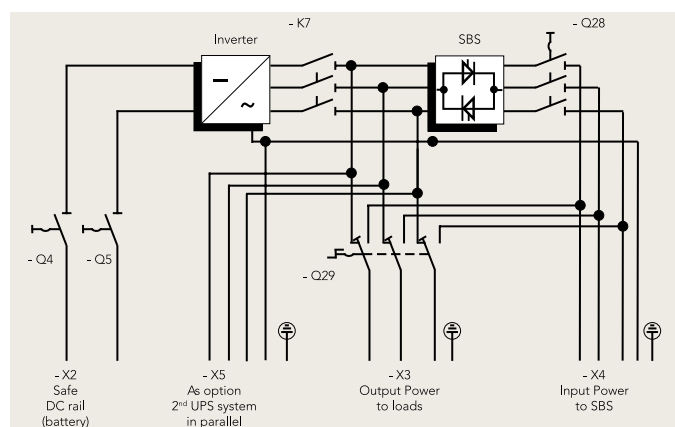 - K7
- Q28
Inverter
SBS
- Q4
- Q5
- Q29
- X2
Safe
DC rail
(battery)
- X5
As option
2nd UPS system
in parallel
- X3
Output Power
to loads
- X4
Input Power
to SBS